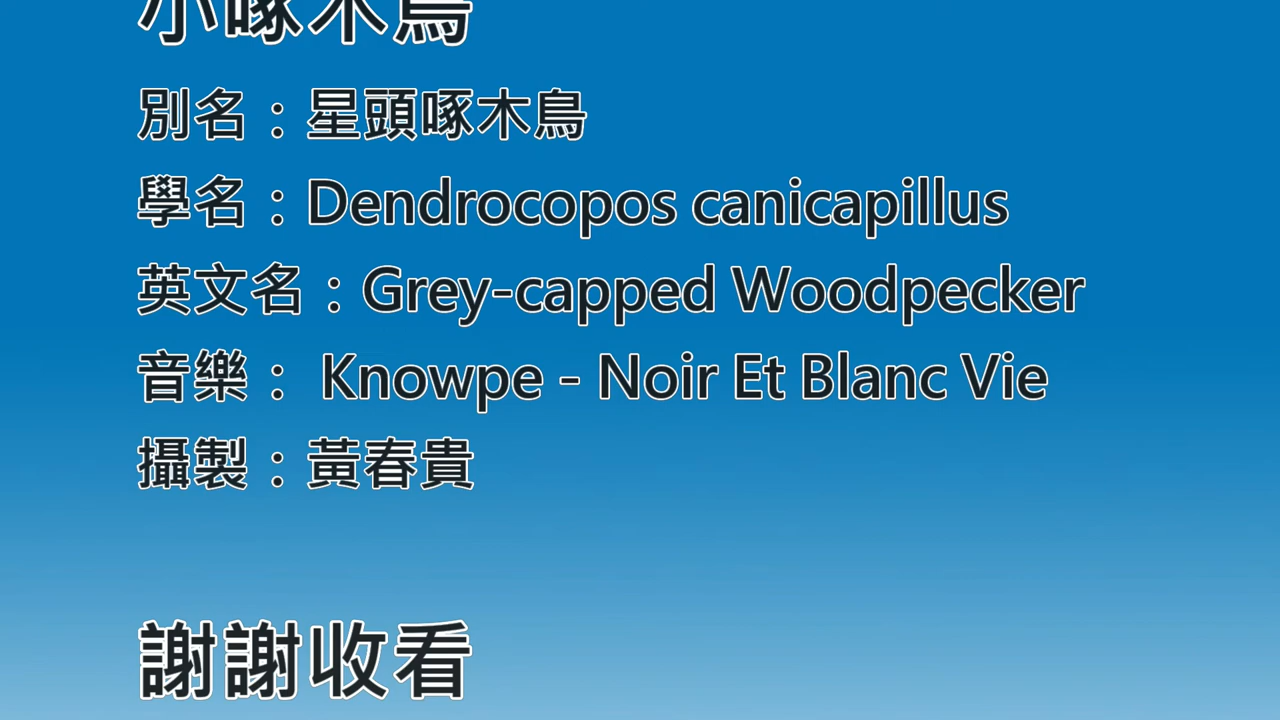 小啄木鳥
別名：星頭啄木鳥
學名：Dendrocopos canicapillus
英文名：Grey-capped Woodpecker
音樂： Knowpe - Noir Et Blanc Vie
攝製：黃春貴
謝謝收看